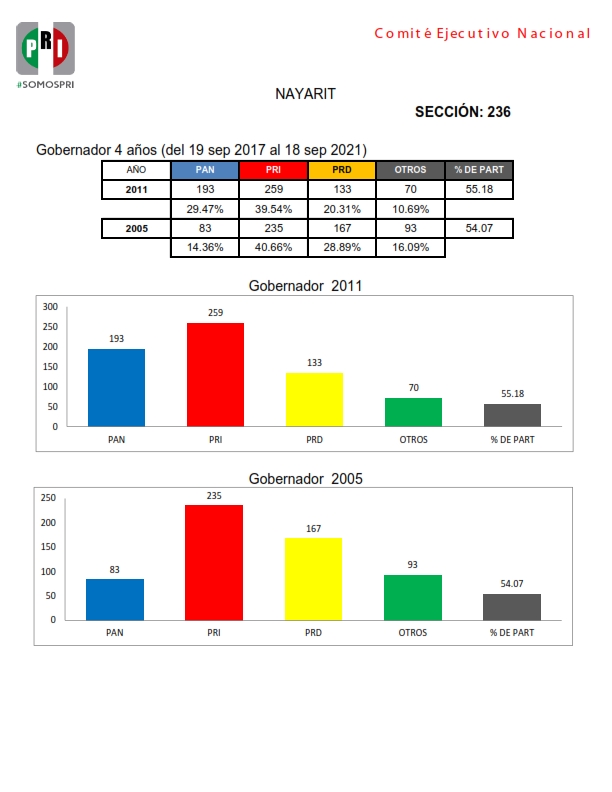 PRI
#SOMOSPRI
Comité Ejecutivo Nacional
NAYARIT
SECCIÓN: 236
Gobernador 4 años (del 19 sep 2017 al 18 sep 2021)
AÑO PAN PRI PRD OTROS % DE PART
2011 193 259 133 70 55.18
29.47% 39.54% 20.31% 10.69%
2005 83 235 167 93 54.07
14.36% 40.66% 28.89% 16.09%
Gobernador 2011
300
250
200
150
100
50
0
193
259
133
70
55.18
PAN PRI PRD OTROS % DE PART
Gobernador 2005
250
200
150
100
50
0
83
235
167
93
54.07
PAN PRI PRD OTROS % DE PART